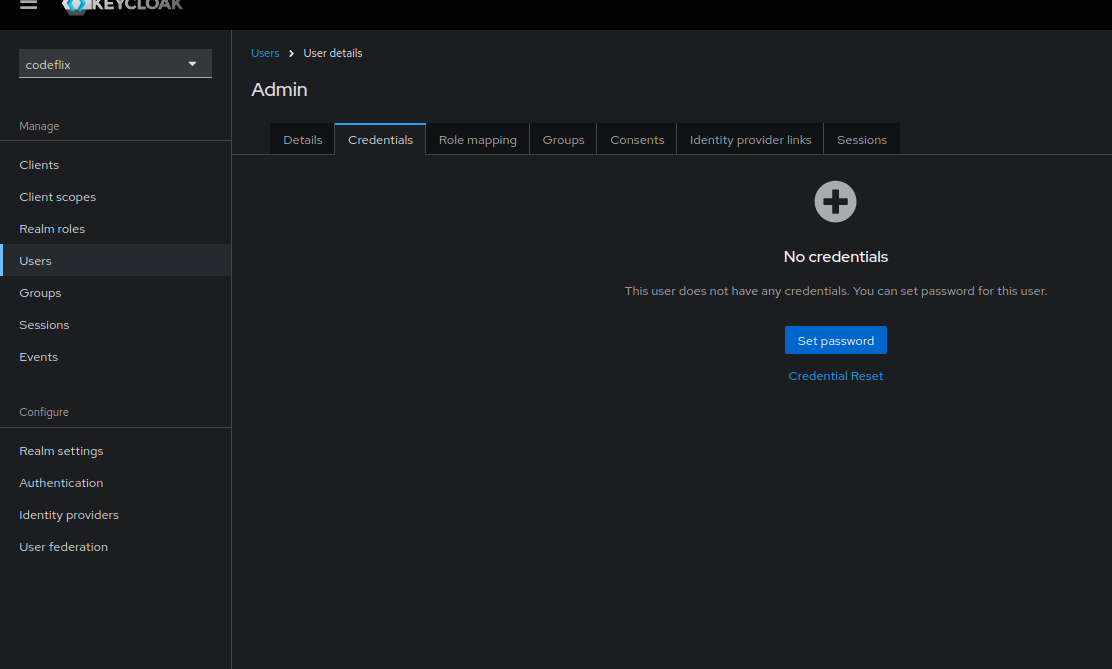 KEYCLOAK
codeflix
Manage
Clients
Client scopes
Realm roles
Users
Groups
Sessions
Events
Configure
Realm settings
Authentication
Identity providers
User federation
Users > User details
Admin
Details Credentials Role mapping Groups Consents Identity provider links Sessions
No credentials
This user does not have any credentials. You can set password for this user.
Set password
Credential Reset